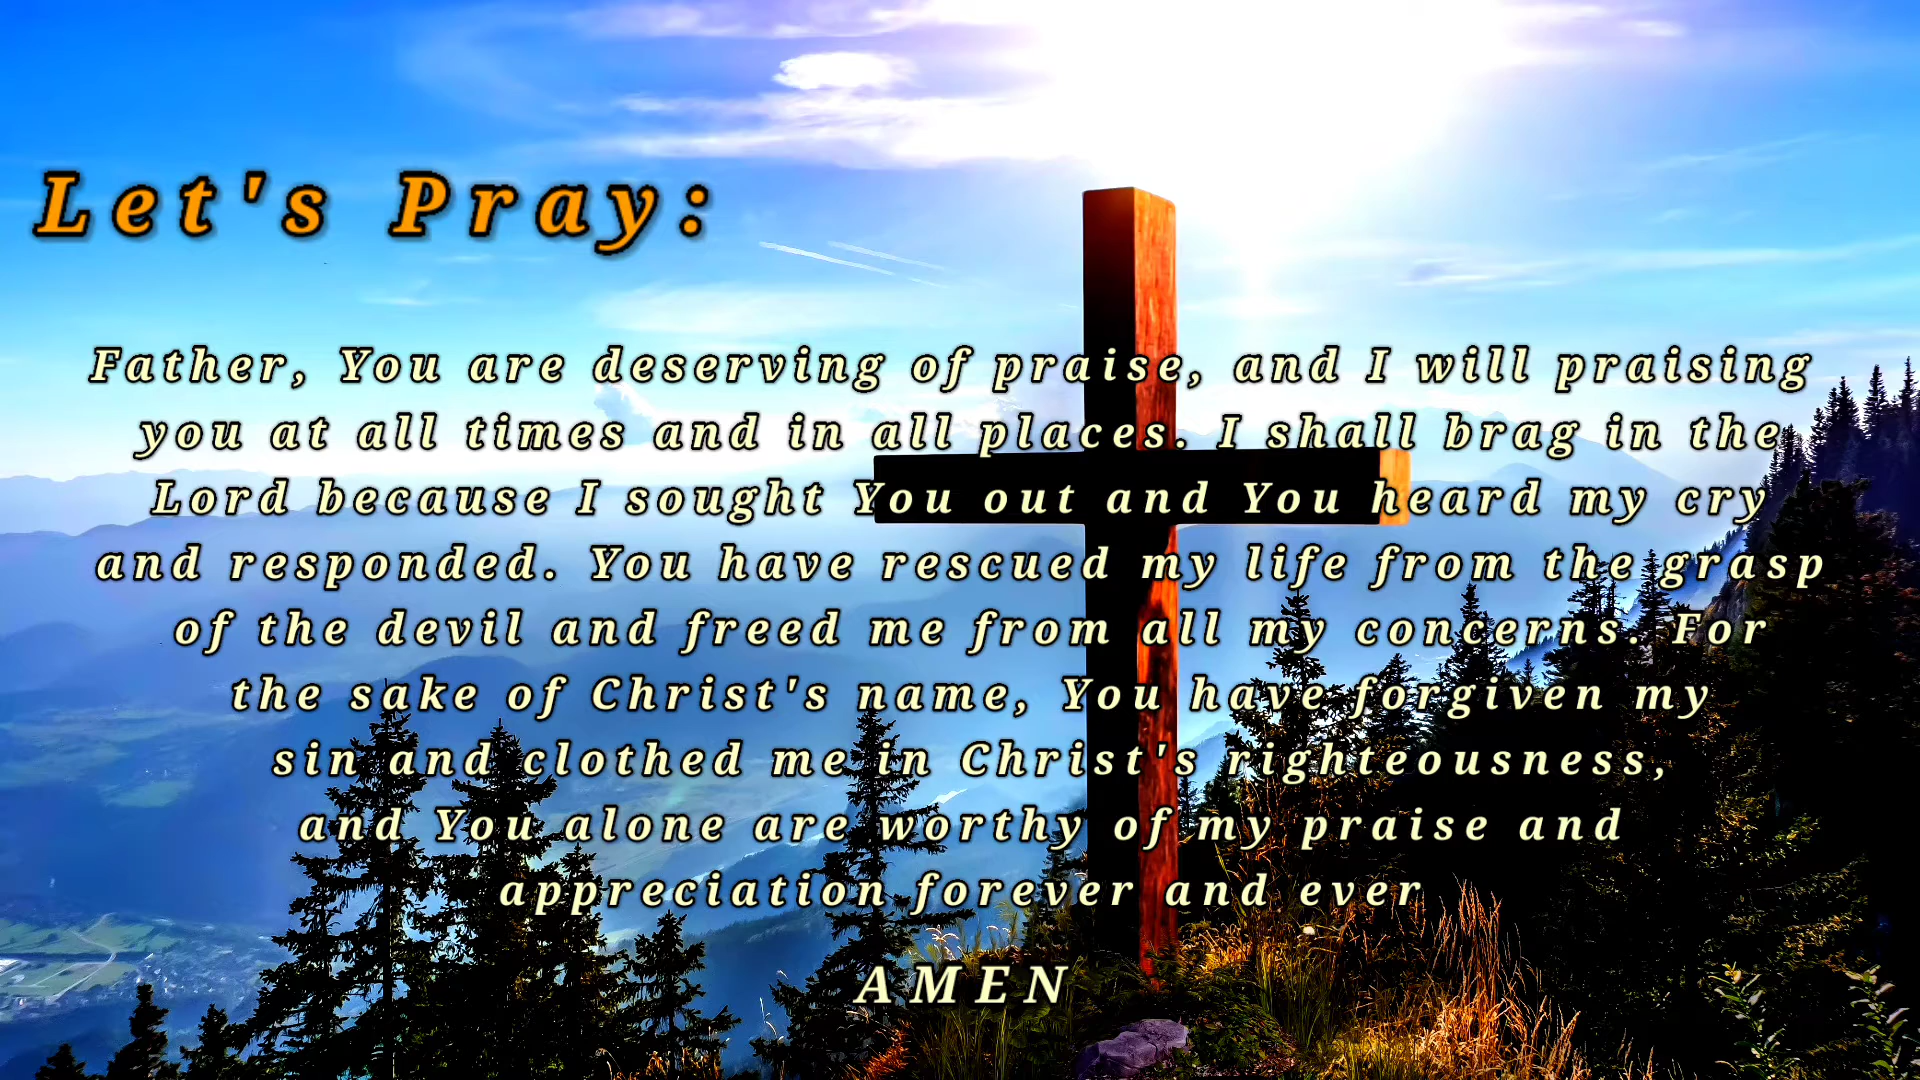 Let's Pray:
Father, You are deserving of praise, and I will praising
you at all times and in all places. I shall brag in the
Lord because I sought You out and You heard my cry
and responded. You have rescued my life from the grasp
of the devil and freed me from all my concerns. For
the sake of Christ's name, You have forgiven my
sin and clothed me in Christ's righteousness,
and You alone are worthy of my praise and
appreciation forever and ever
AMEN